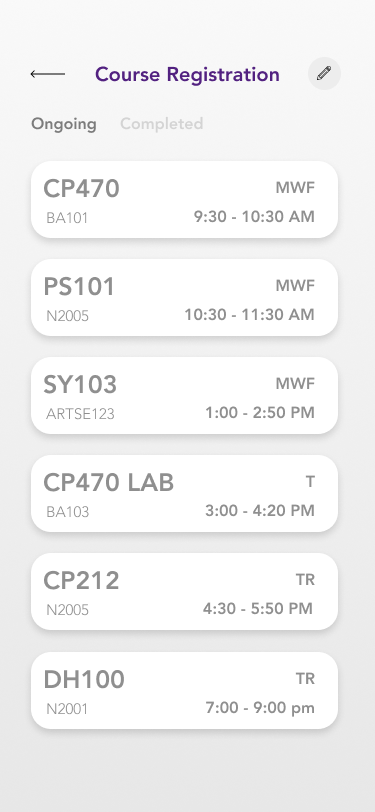 Course Registration
Ongoing Completed
CP470 MWF
BA101 9:30 - 10:30 AM
PS101 MWF
N2005 10:30 - 11:30 AM
SY103 MWF
ARTSE123 1:00 - 2:50 PM
CP470 LAB T
BA103 3:00 - 4:20 PM
CP212 TR
N2005 4:30 - 5:50 PM
DH100 TR
N2001 7:00 - 9:00 pm